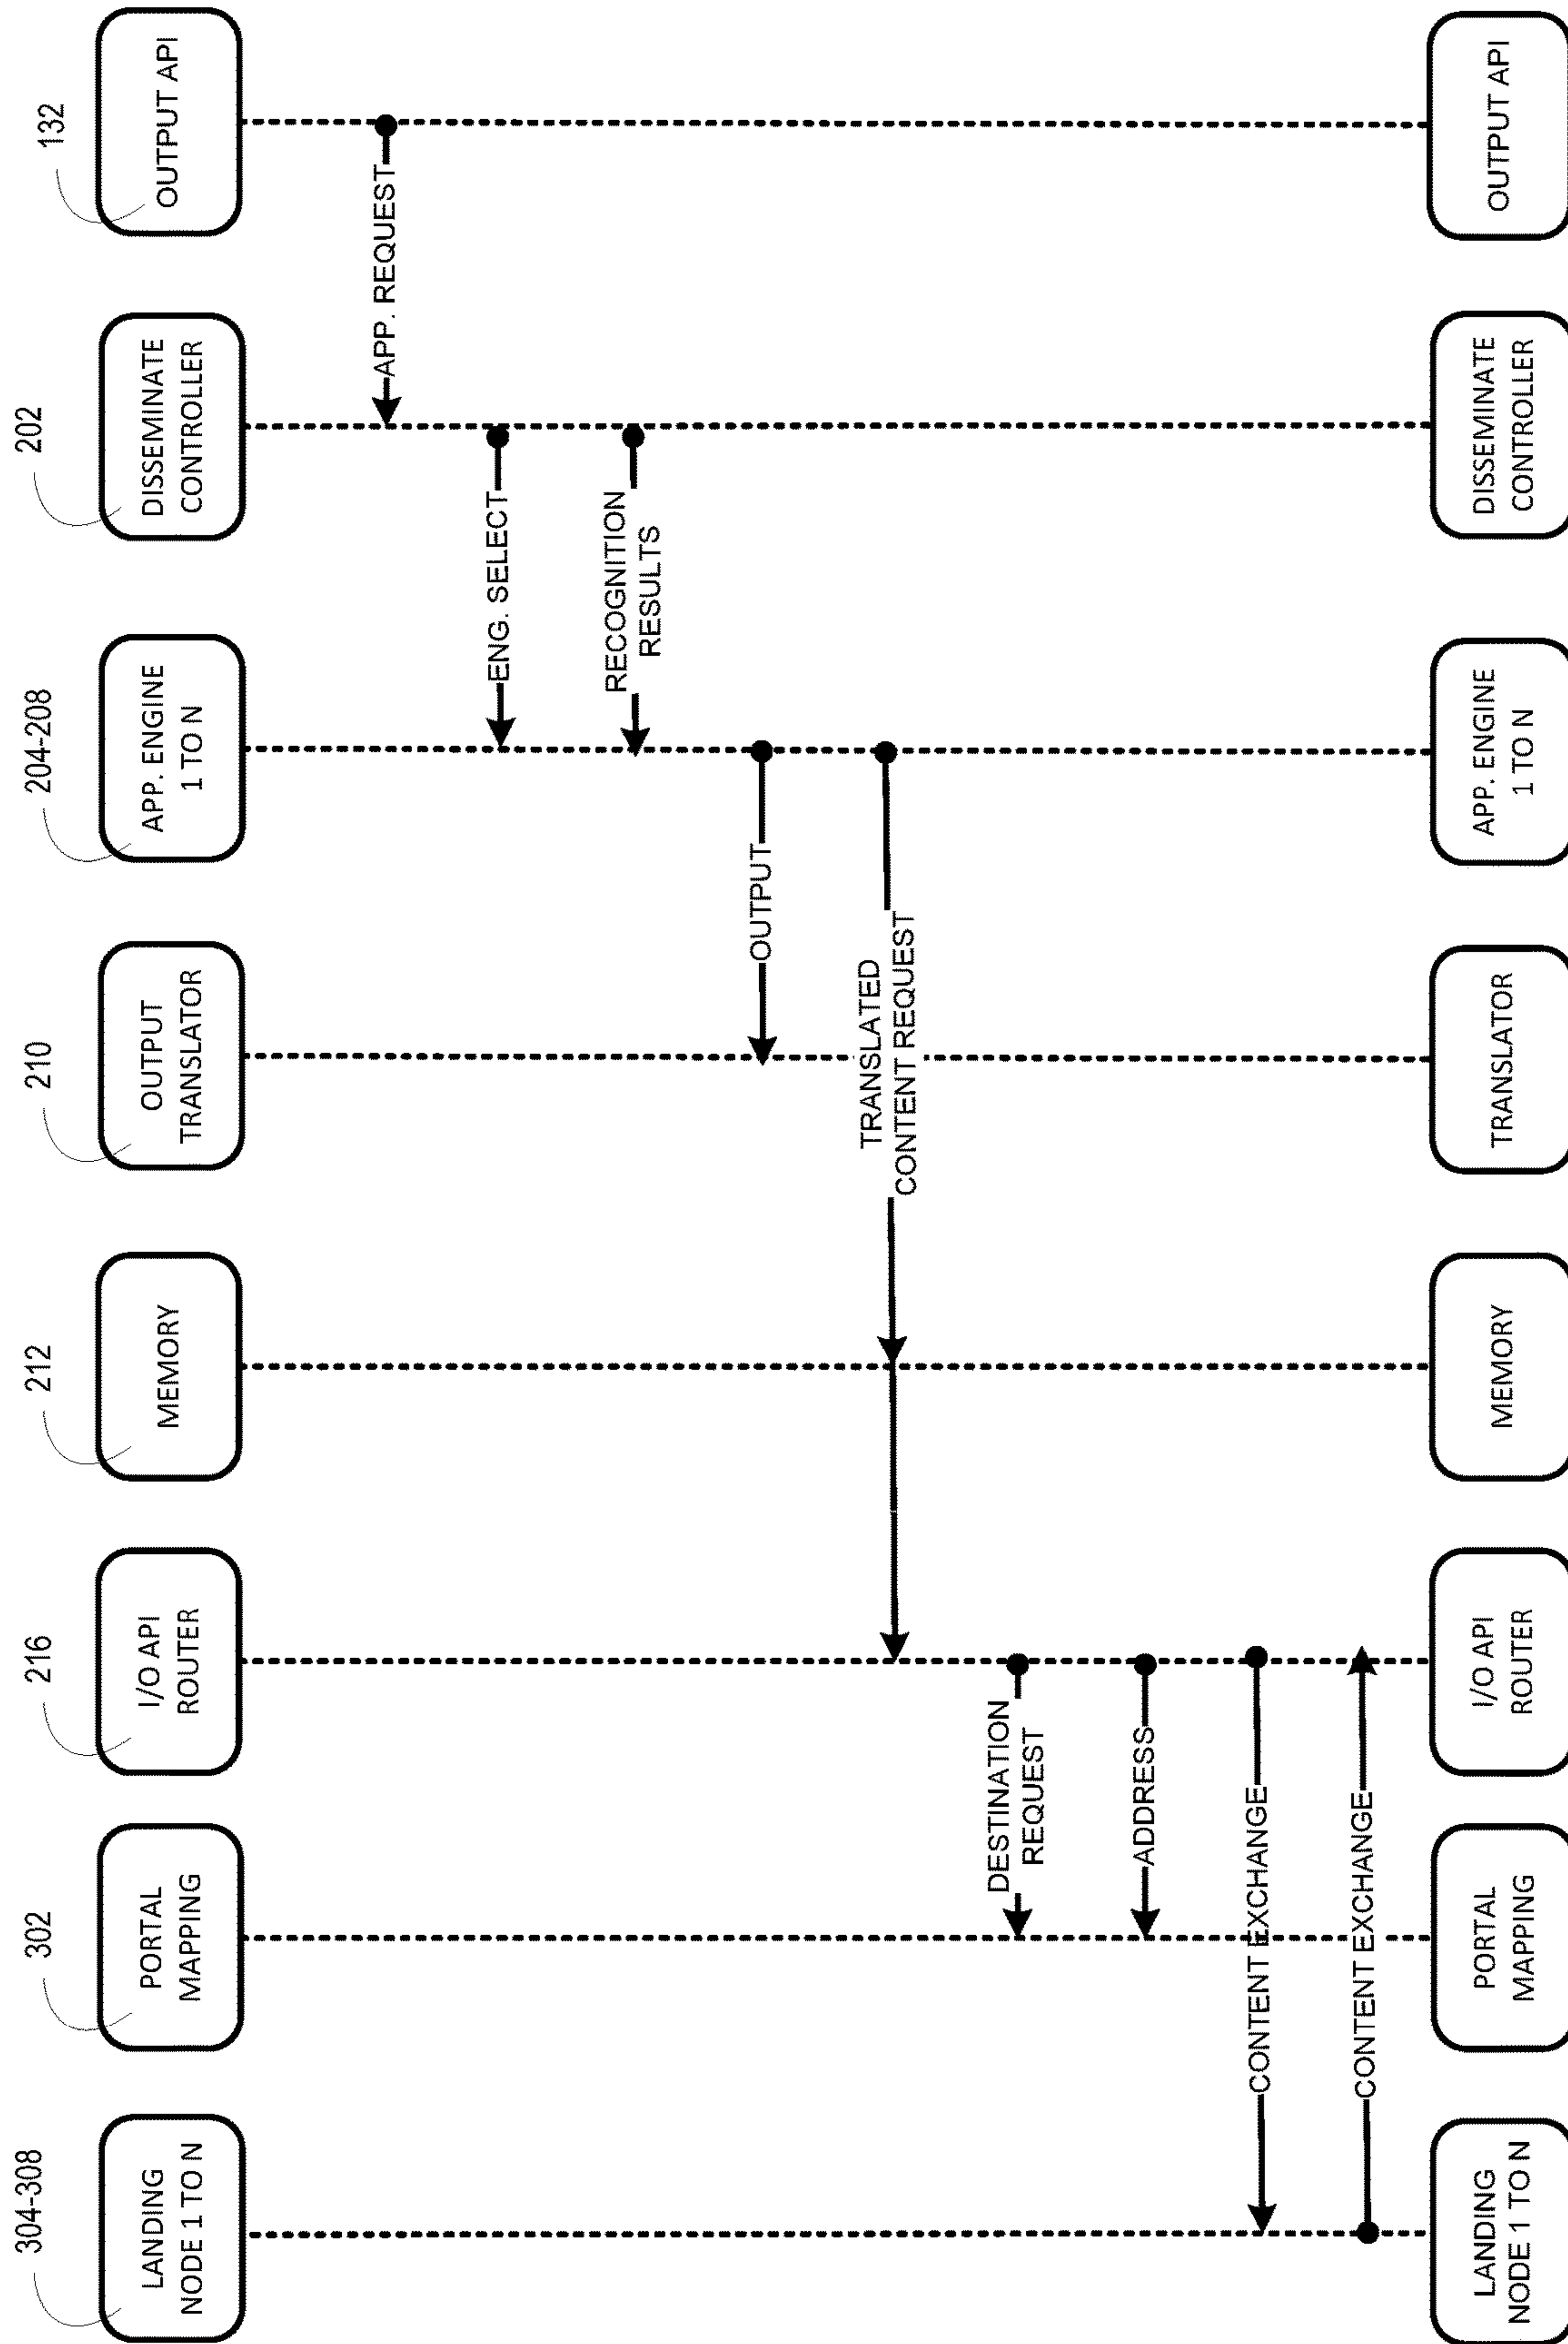 304-308
302
216
212
210
204-208
202
132
LANDING
NODE 1 TO N
PORTAL
MAPPING
I/O API
ROUTER
MEMORY
OUTPUT
TRANSLATOR
APP. ENGINE
1 TO N
DISSEMINATE
CONTROLLER
OUTPUT API
APP. REQUEST
ENG. SELECT
RECOGNITION
RESULTS
OUTPUT
TRANSLATED
CONTENT REQUEST
DESTINATION
REQUEST
ADDRESS
CONTENT EXCHANGE
CONTENT EXCHANGE
LANDING
NODE 1 TO N
PORTAL
MAPPING
I/O API
ROUTER
MEMORY
TRANSLATOR
APP. ENGINE
1 TO N
DISSEMINATE
CONTROLLER
OUTPUT API